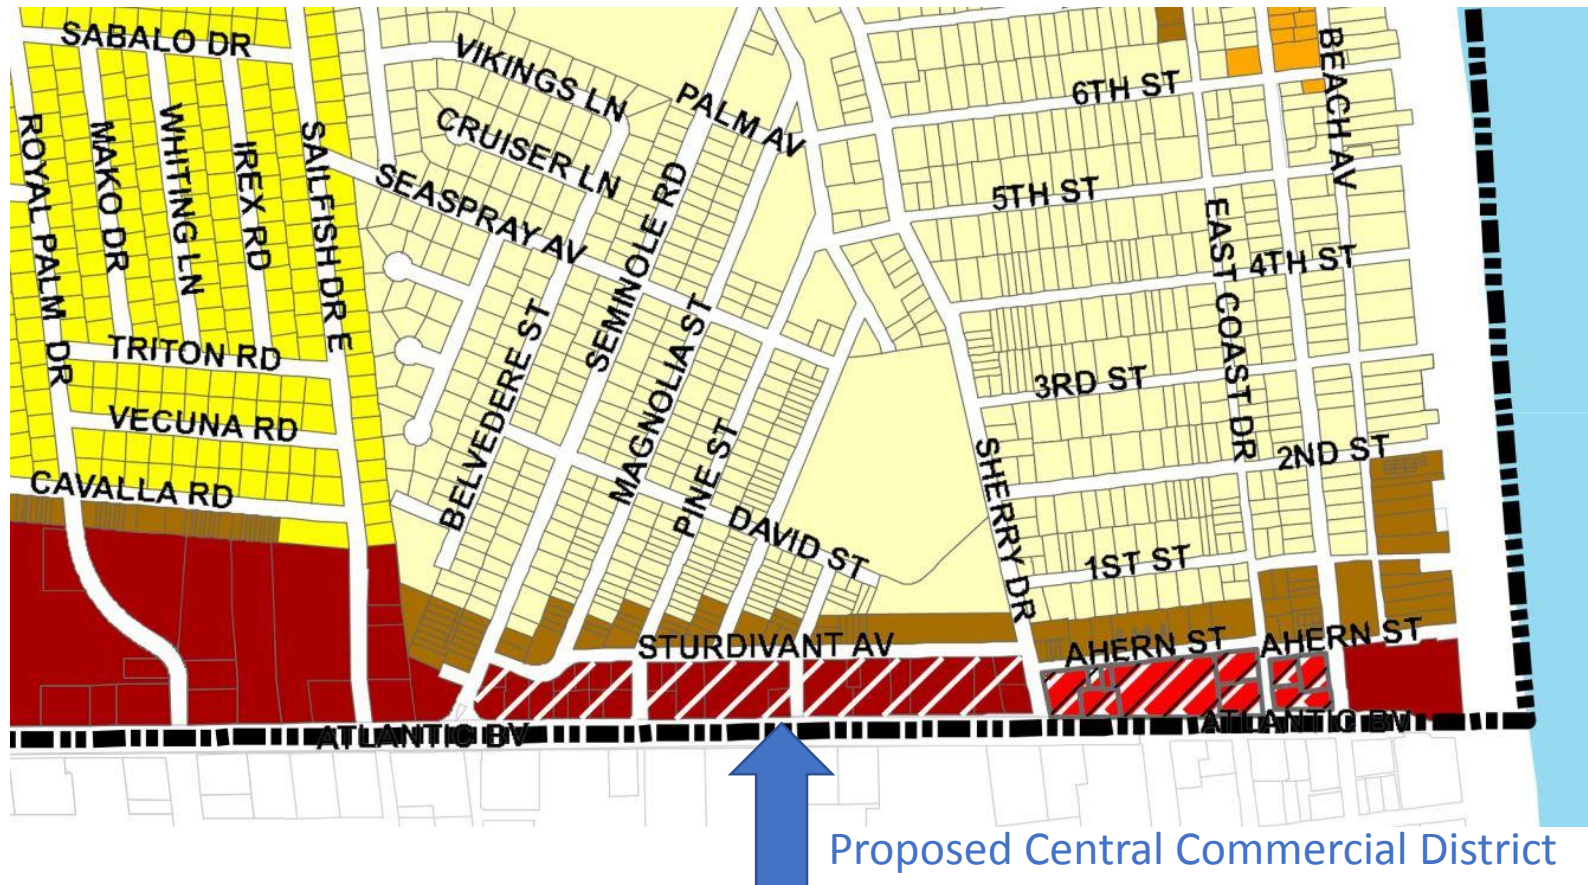 SABALO DR
VIKINGS LN
BEACH AV
6TH ST
PALM AV
CRUISER LN
ROYAL PALM DR
MAKO DR
WHITING LN
IREX RD
SAILFISH DR E
SEASPRAY AV
SEMINOLE RD
5TH ST
EAST COAST DR
4TH ST
TRITON RD
BELVEDERE ST
MAGNOLIA ST
3RD ST
VECUNA RD
PINE ST
SHERRY DR
2ND ST
CAVALLA RD
DAVID ST
1ST ST
STURDIVANT AV
AHERN ST
AHERN ST
ATLANTIC BV
ATLANTIC BV
Proposed Central Commercial District